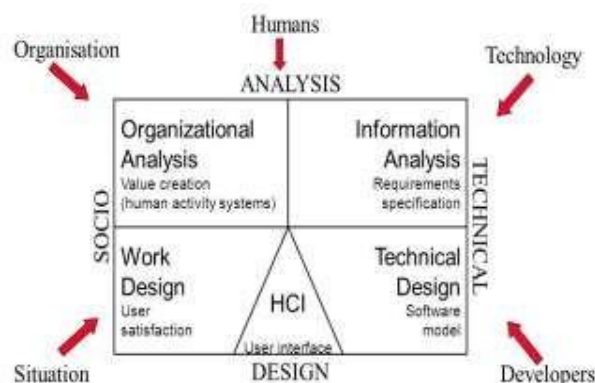 Humans
Organisation
Technology
ANALYSIS
Organizational
Analysis
Value creation
(human activity systems)
Information
Analysis
Requirements
specification
SOCIO
TECHNICAL
Work
Design
User
satisfaction
HCI
User interface
Technical
Design
Software
model
Situation
DESIGN
Developers